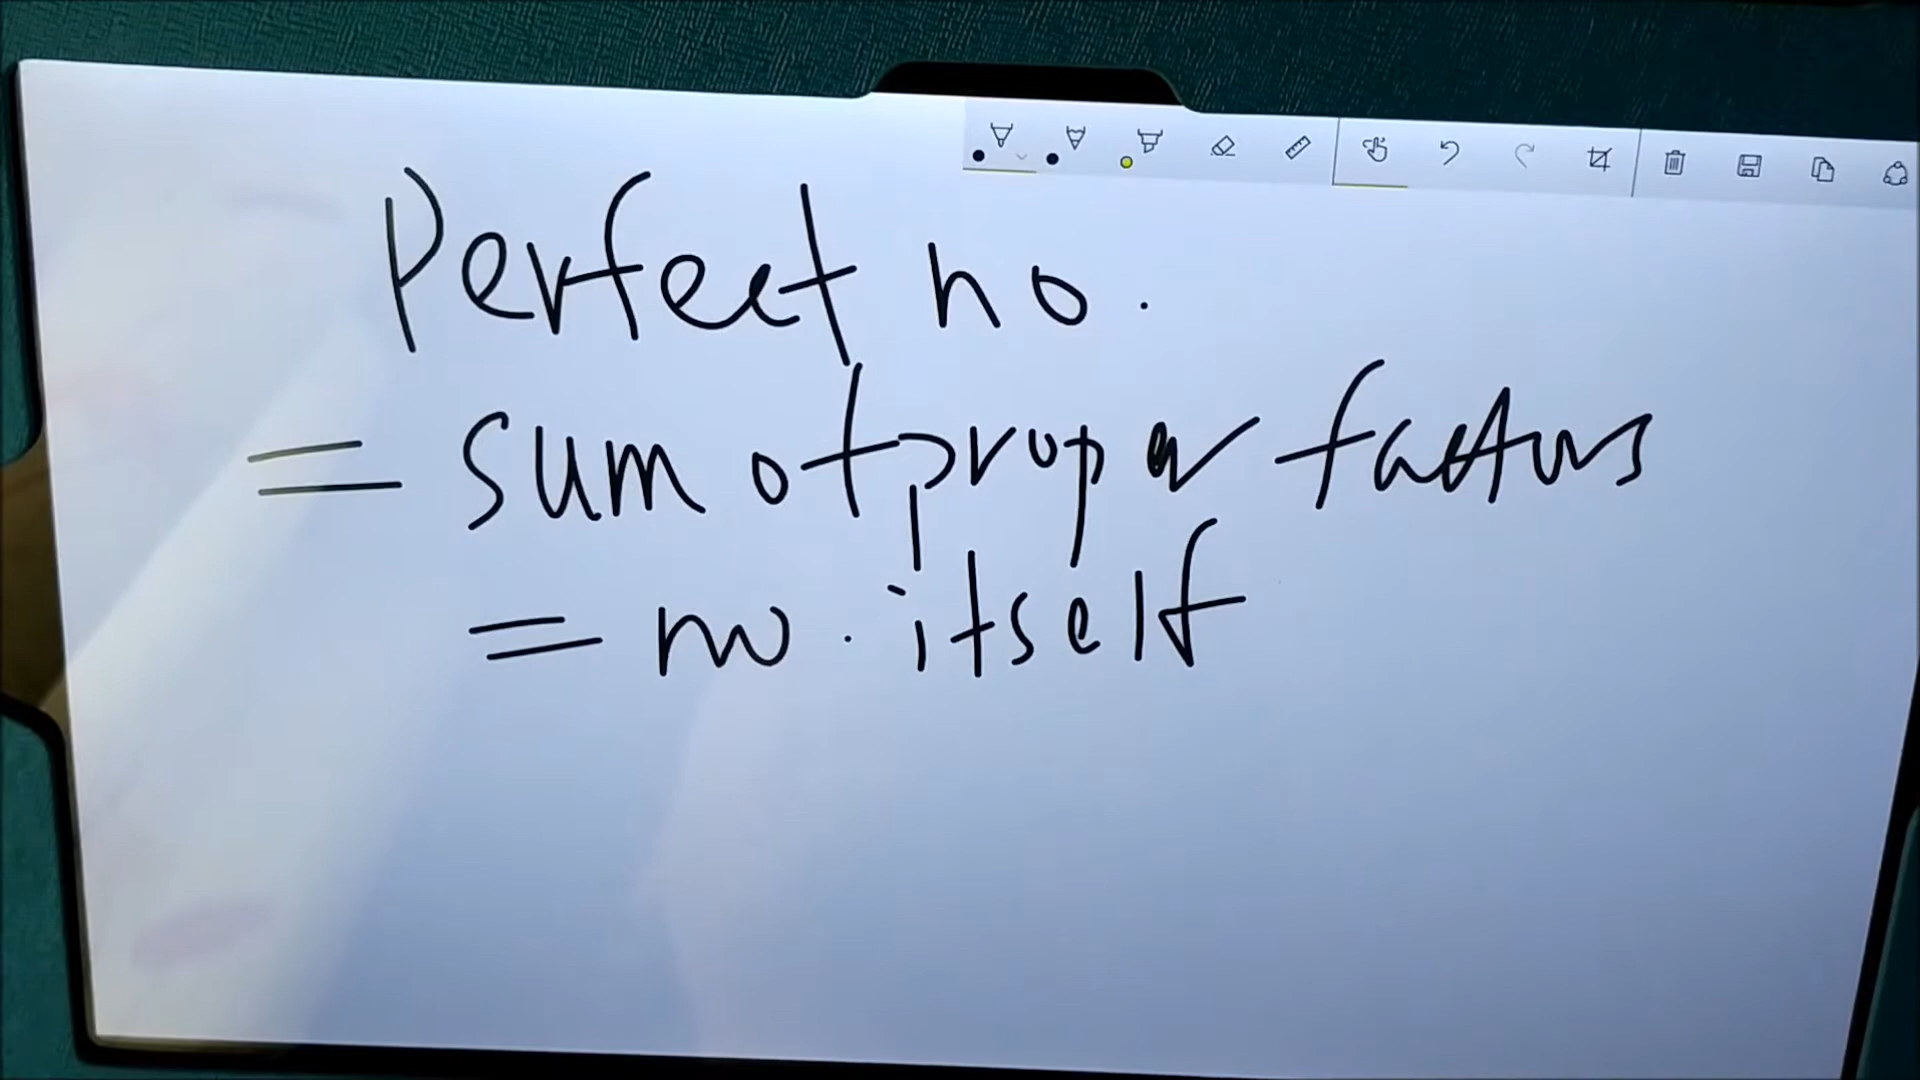 Perfect no.
= sum of proper factors
= no. itself